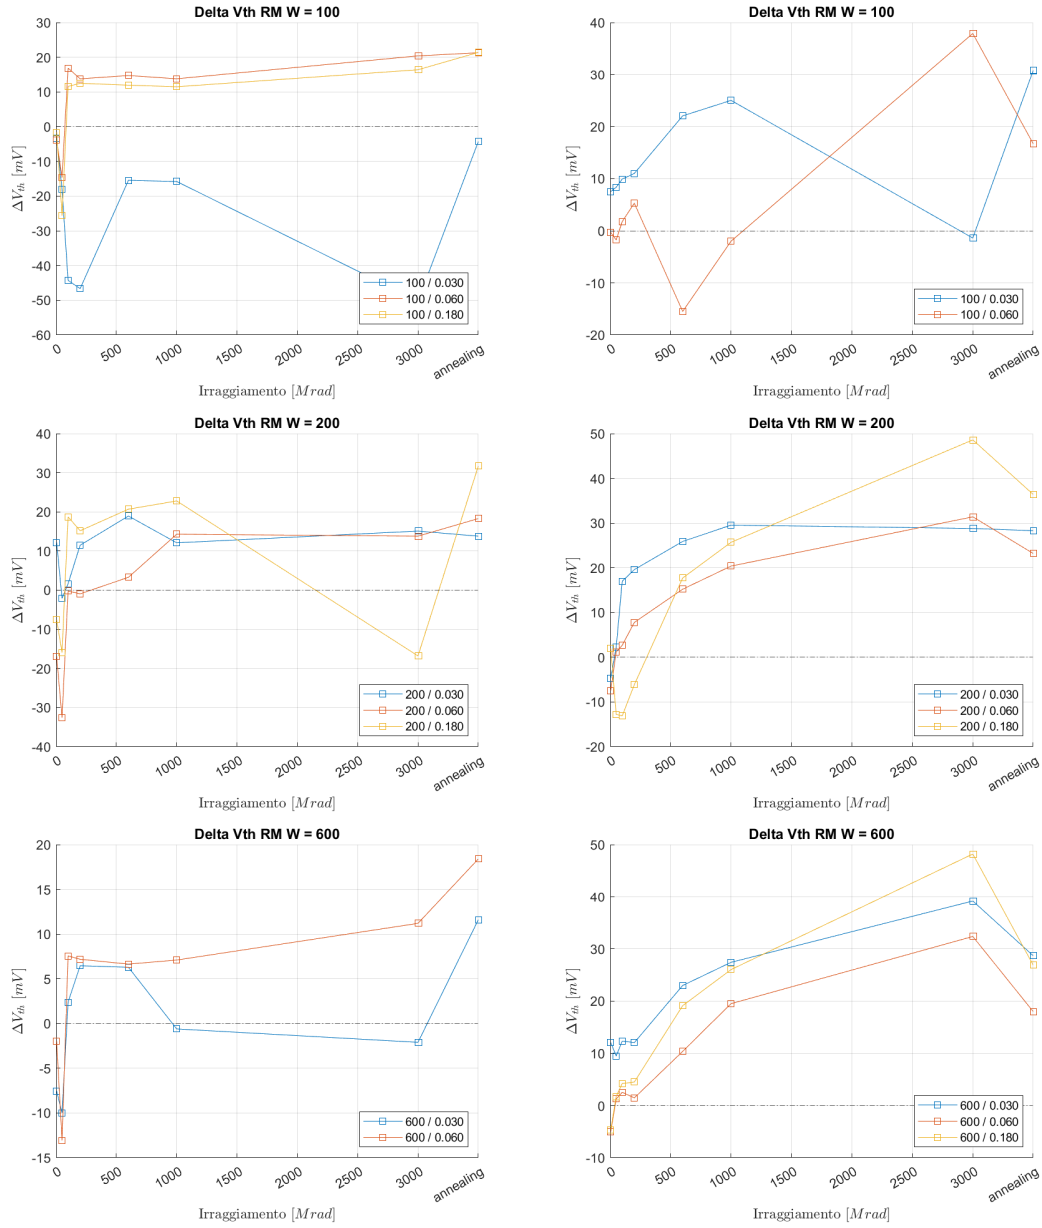 Delta Vth RM W = 100
30
20
10
0
-10
-20
-30
-40
-50
-60
ΔV_th [mV]
100 / 0.030
100 / 0.060
100 / 0.180
0 500 1000 1500 2000 2500 3000 annealing
Irraggiamento [Mrad]
Delta Vth RM W = 100
40
30
20
10
0
-10
-20
ΔV_th [mV]
100 / 0.030
100 / 0.060
0 500 1000 1500 2000 2500 3000 annealing
Irraggiamento [Mrad]
Delta Vth RM W = 200
40
30
20
10
0
-10
-20
-30
-40
ΔV_th [mV]
200 / 0.030
200 / 0.060
200 / 0.180
0 500 1000 1500 2000 2500 3000 annealing
Irraggiamento [Mrad]
Delta Vth RM W = 200
50
40
30
20
10
0
-10
-20
ΔV_th [mV]
200 / 0.030
200 / 0.060
200 / 0.180
0 500 1000 1500 2000 2500 3000 annealing
Irraggiamento [Mrad]
Delta Vth RM W = 600
20
15
10
5
0
-5
-10
-15
ΔV_th [mV]
600 / 0.030
600 / 0.060
0 500 1000 1500 2000 2500 3000 annealing
Irraggiamento [Mrad]
Delta Vth RM W = 600
50
40
30
20
10
0
-10
ΔV_th [mV]
600 / 0.030
600 / 0.060
600 / 0.180
0 500 1000 1500 2000 2500 3000 annealing
Irraggiamento [Mrad]